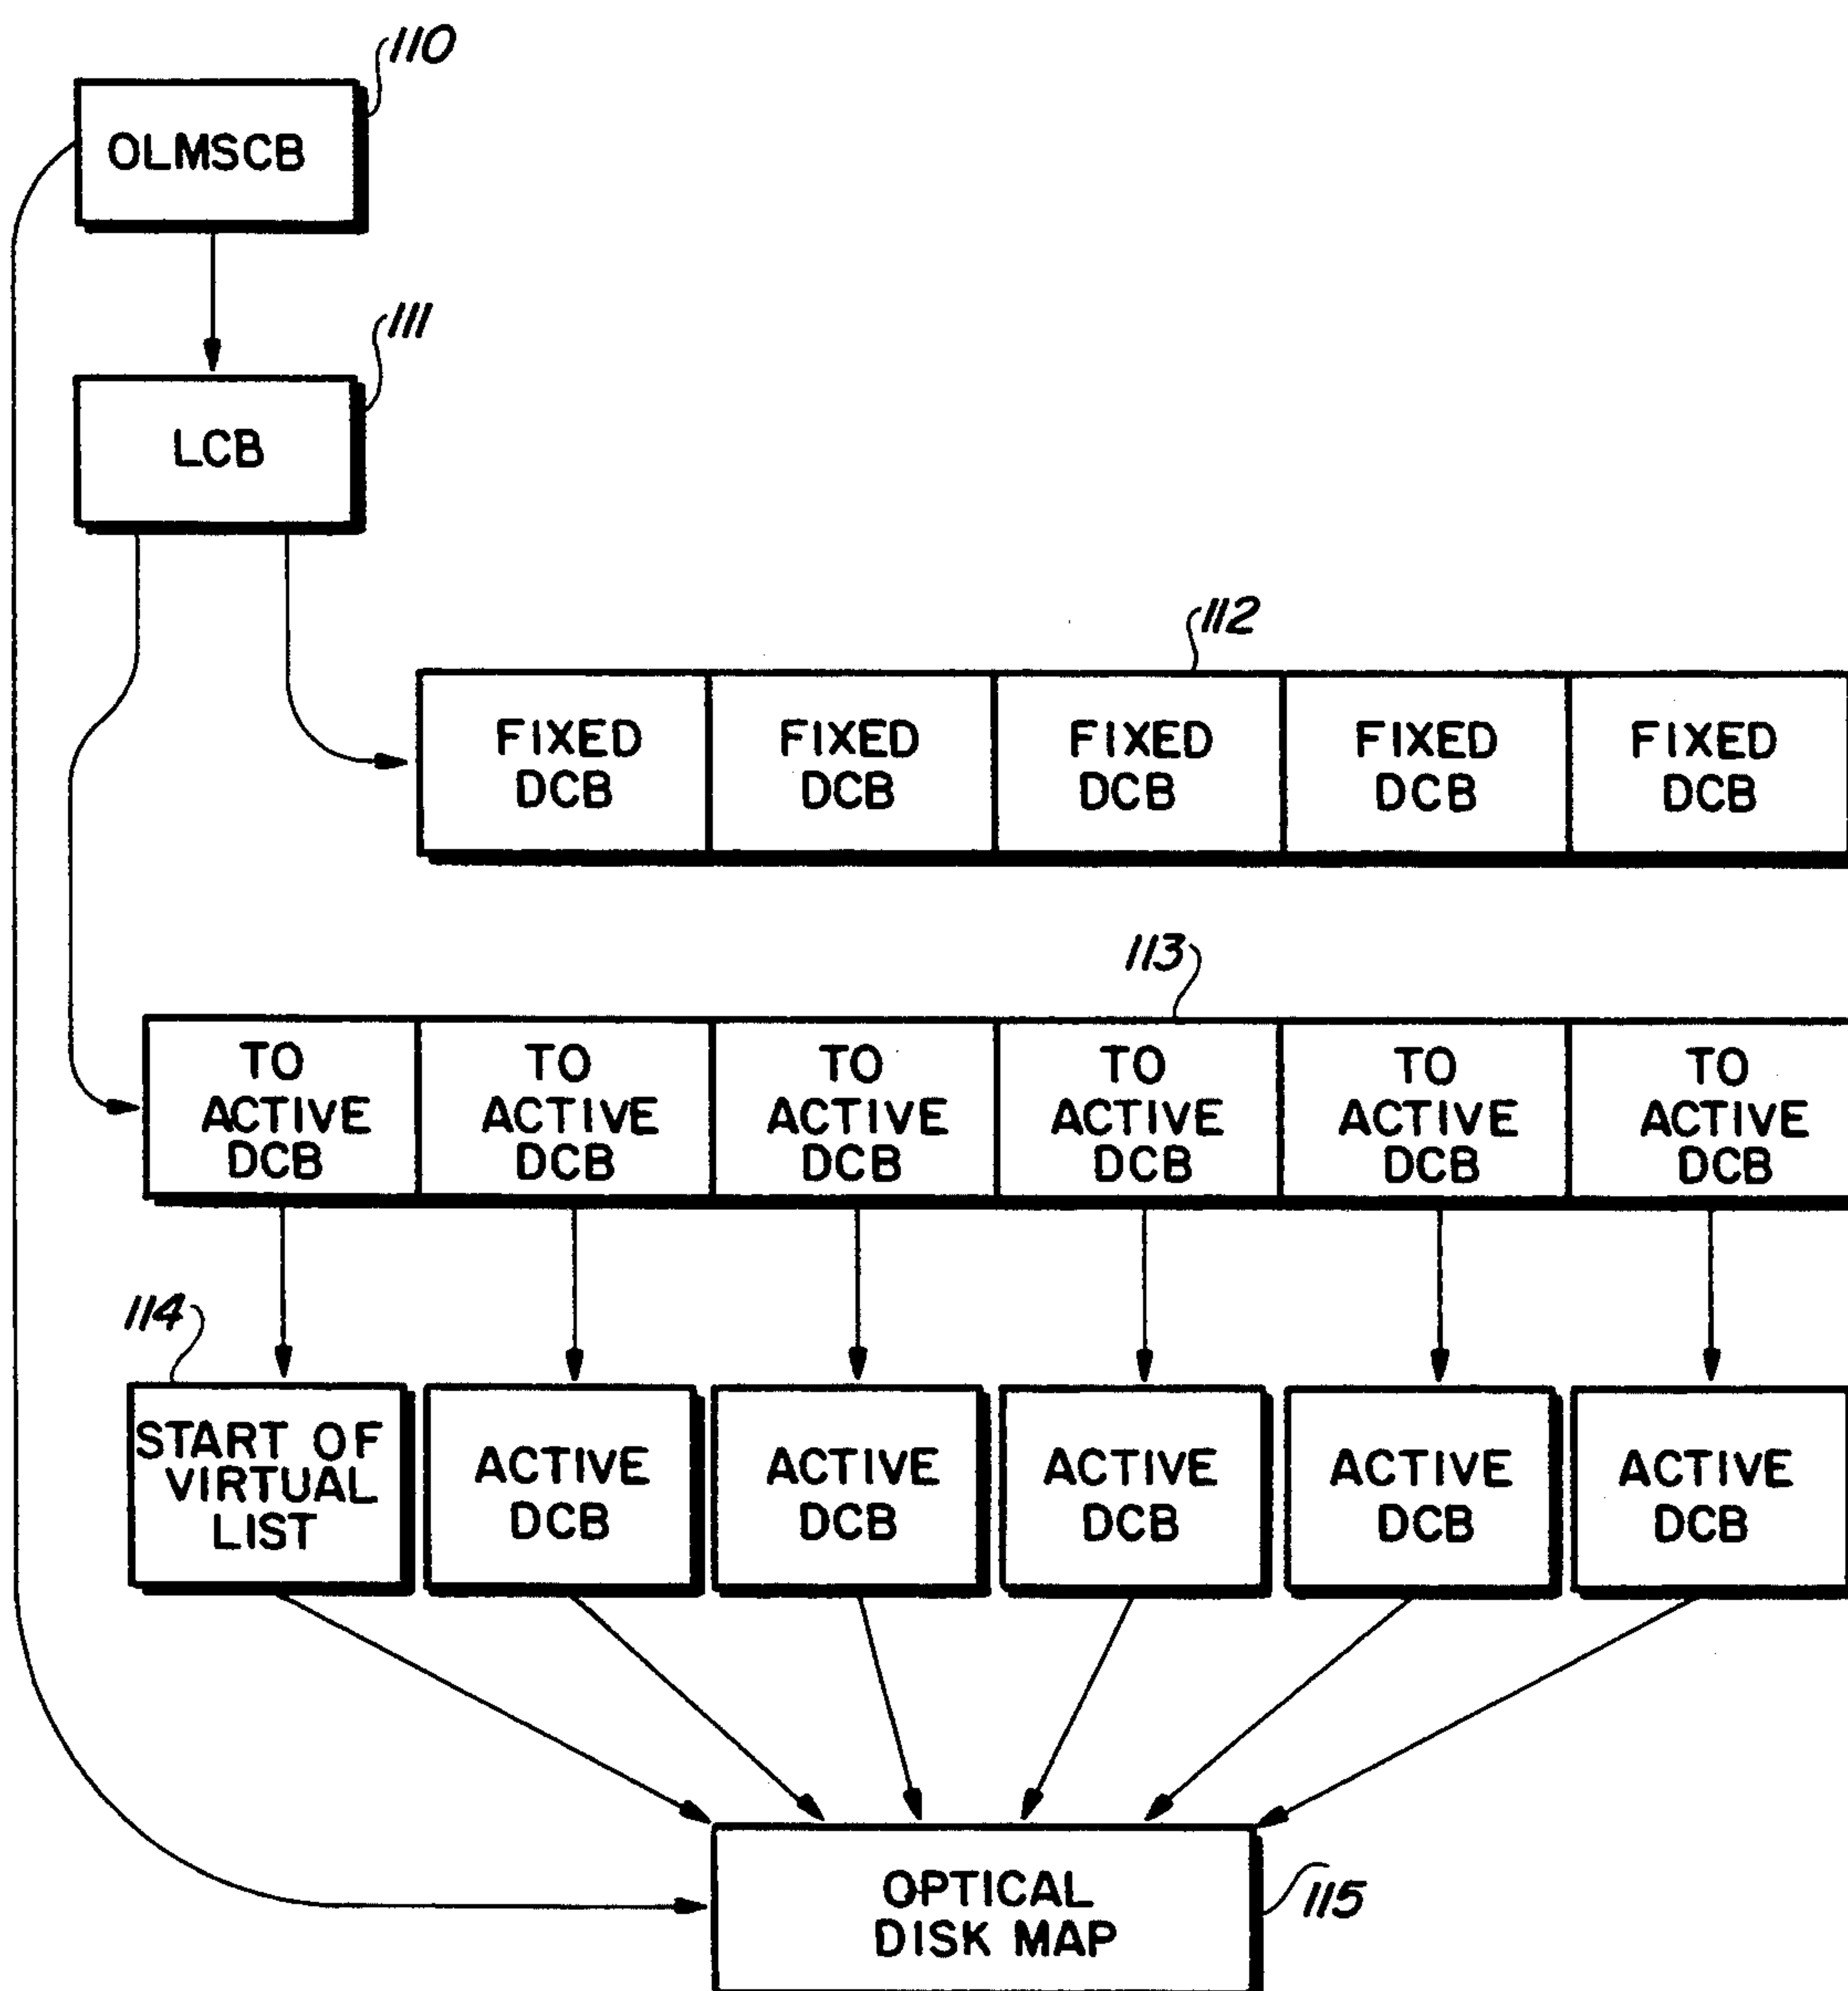 110
OLMSCB
111
LCB
112
FIXED DCB
FIXED DCB
FIXED DCB
FIXED DCB
FIXED DCB
113
TO ACTIVE DCB
TO ACTIVE DCB
TO ACTIVE DCB
TO ACTIVE DCB
TO ACTIVE DCB
TO ACTIVE DCB
114
START OF
VIRTUAL
LIST
ACTIVE DCB
ACTIVE DCB
ACTIVE DCB
ACTIVE DCB
ACTIVE DCB
OPTICAL
DISK MAP
115